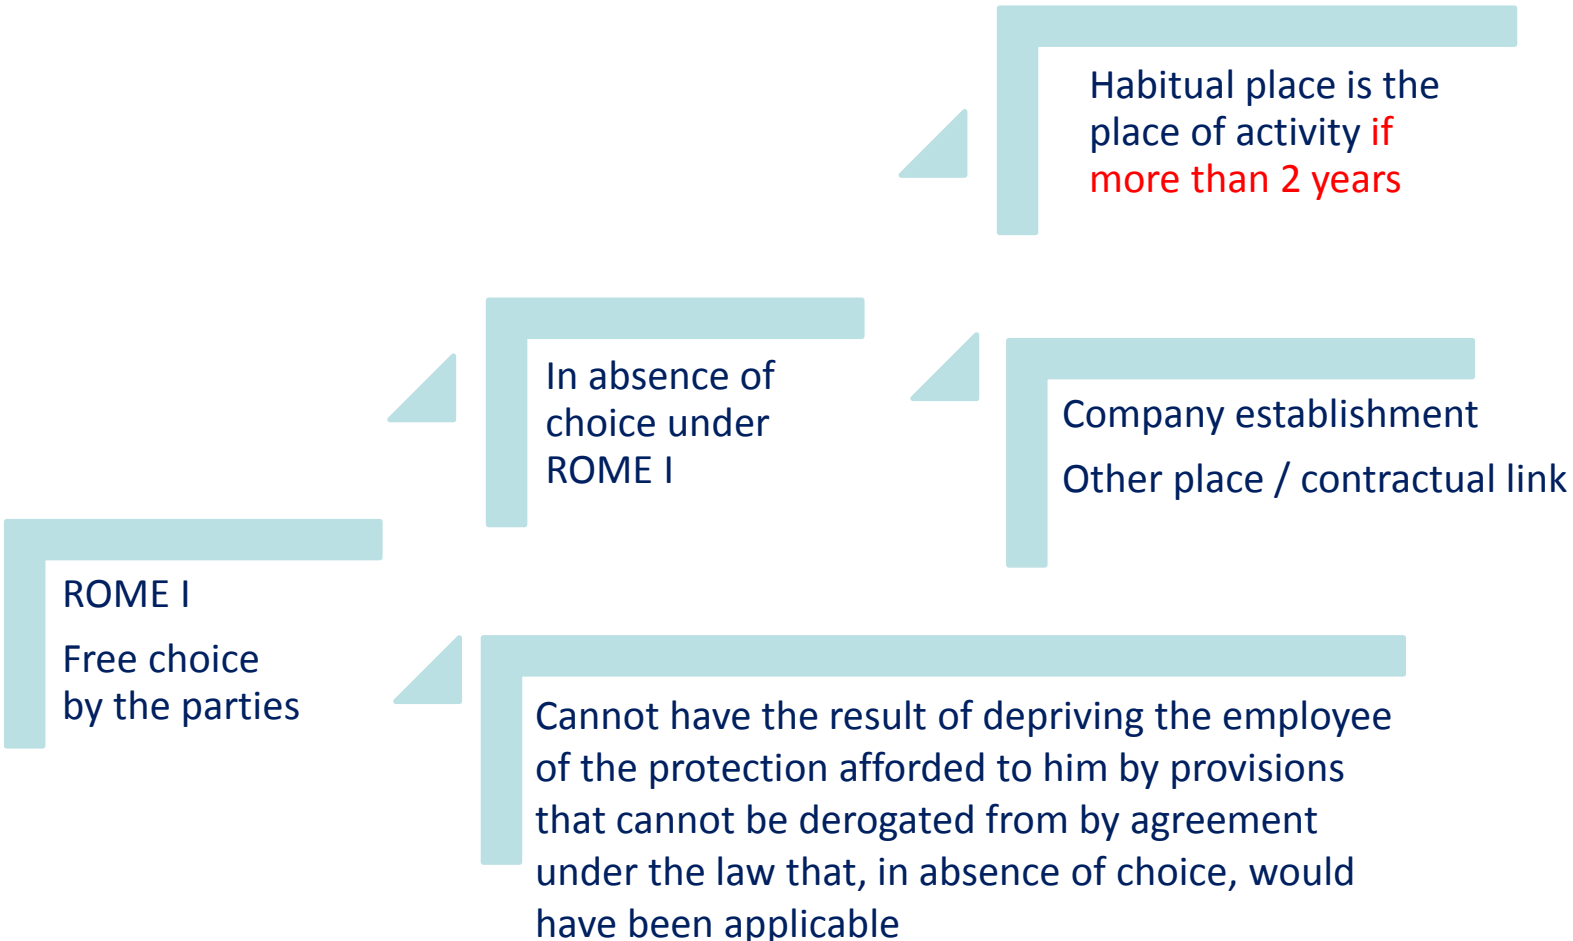 Habitual place is the
place of activity if
more than 2 years
In absence of
choice under
ROME I
Company establishment
Other place / contractual link
ROME I
Free choice
by the parties
Cannot have the result of depriving the employee
of the protection afforded to him by provisions
that cannot be derogated from by agreement
under the law that, in absence of choice, would
have been applicable